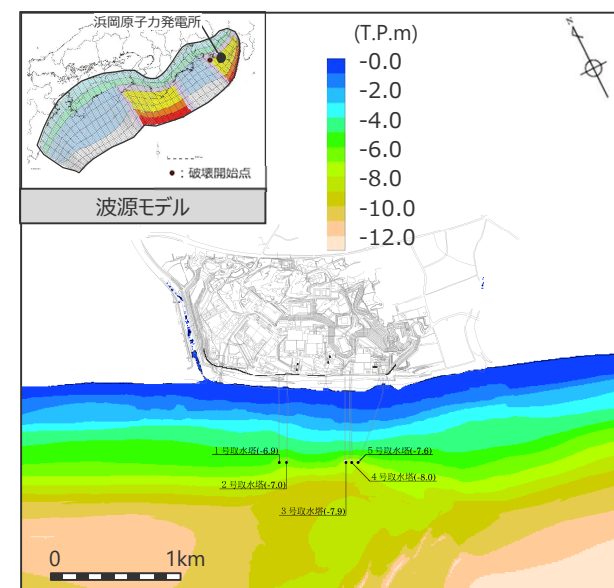 浜岡原子力発電所
●：破壊開始点
波源モデル
(T.P.m)
-0.0
-2.0
-4.0
-6.0
-8.0
-10.0
-12.0
N
1号取水塔(-6.9)
2号取水塔(-7.0)
3号取水塔(-7.9)
5号取水塔(-7.6)
4号取水塔(-8.0)
0 1km